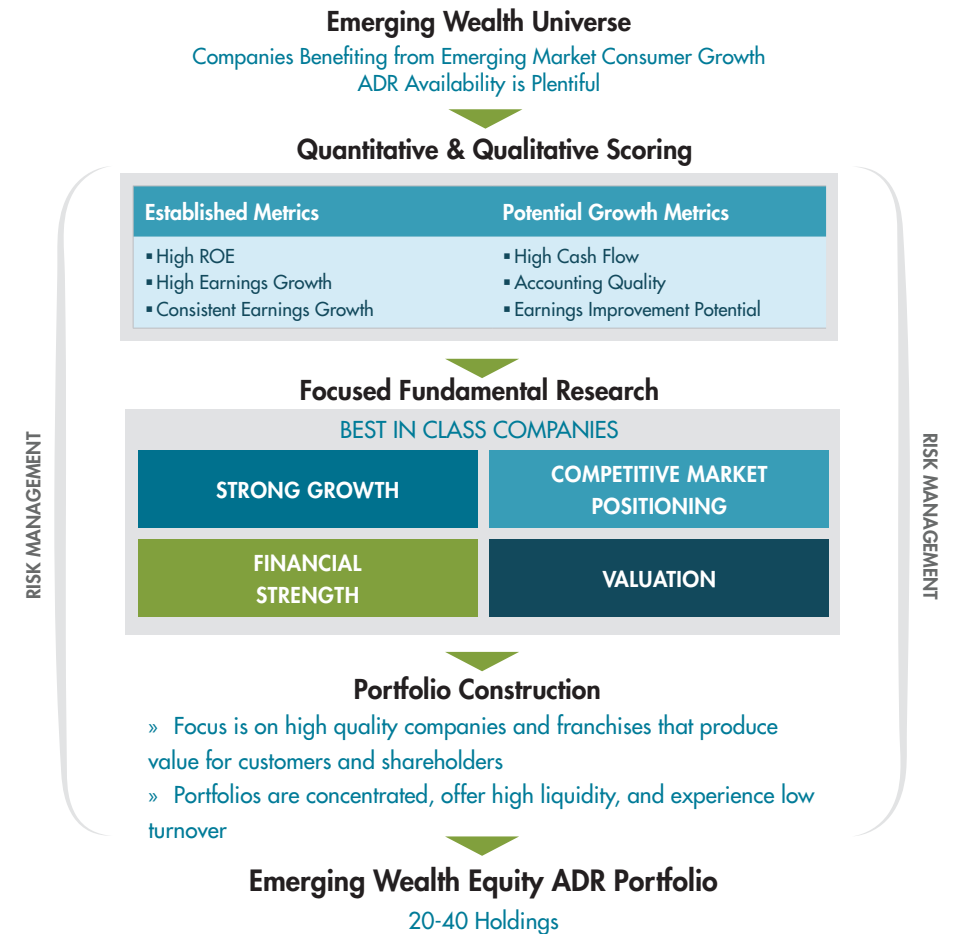 Emerging Wealth Universe
Companies Benefiting from Emerging Market Consumer Growth
ADR Availability is Plentiful
Quantitative & Qualitative Scoring
Established Metrics
▪ High ROE
▪ High Earnings Growth
▪ Consistent Earnings Growth
Potential Growth Metrics
▪ High Cash Flow
▪ Accounting Quality
▪ Earnings Improvement Potential
Focused Fundamental Research
BEST IN CLASS COMPANIES
STRONG GROWTH
COMPETITIVE MARKET
POSITIONING
FINANCIAL
STRENGTH
VALUATION
RISK MANAGEMENT
RISK MANAGEMENT
Portfolio Construction
» Focus is on high quality companies and franchises that produce
value for customers and shareholders
» Portfolios are concentrated, offer high liquidity, and experience low
turnover
Emerging Wealth Equity ADR Portfolio
20-40 Holdings